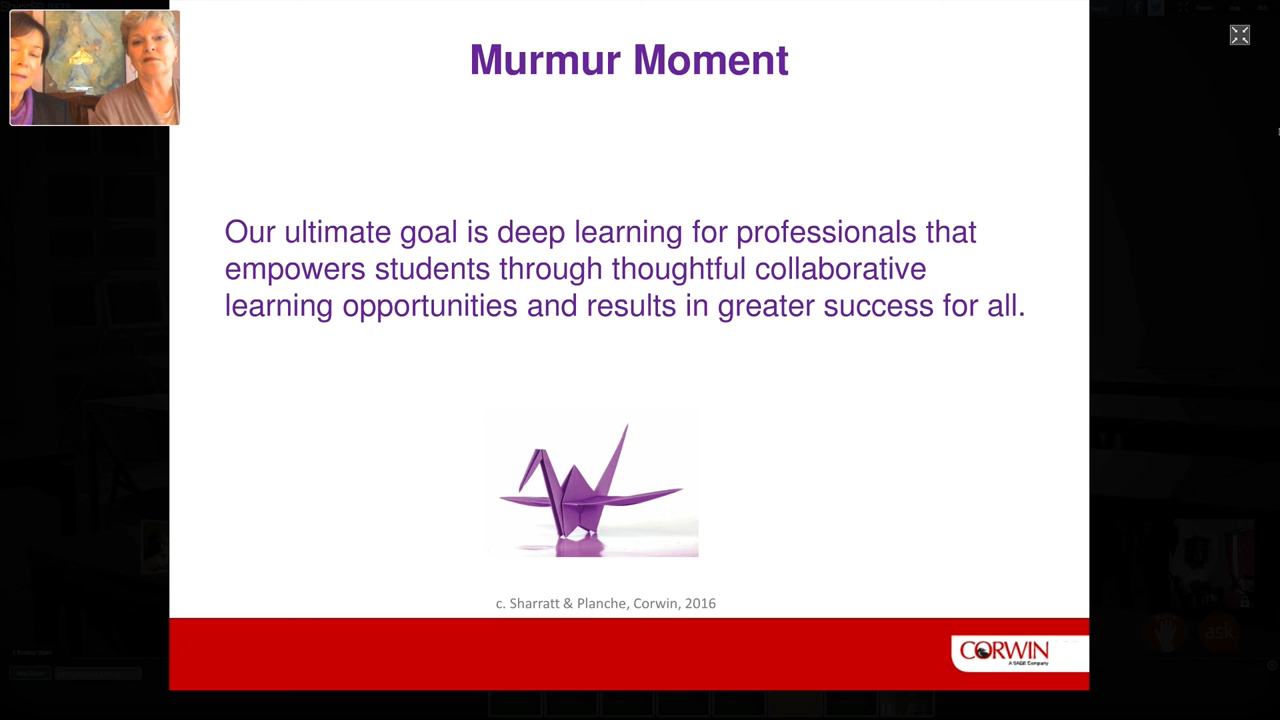 Murmur Moment
Our ultimate goal is deep learning for professionals that
empowers students through thoughtful collaborative
learning opportunities and results in greater success for all.
c. Sharratt & Planche, Corwin, 2016
CORWIN
A SAGE Company
ask